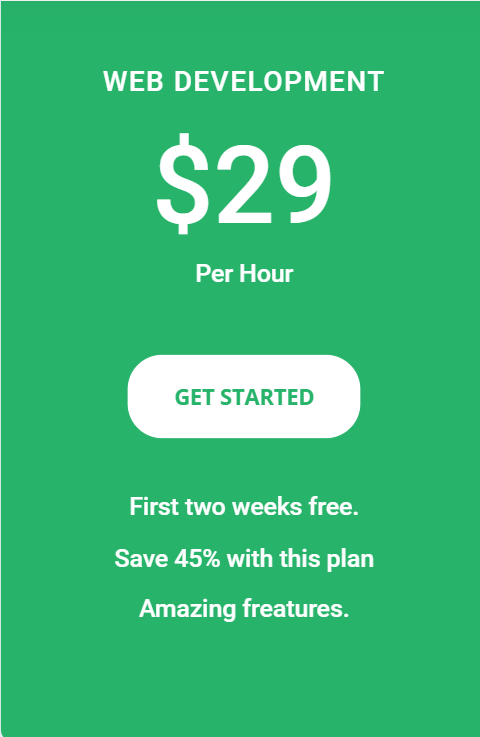 WEB DEVELOPMENT
$29
Per Hour
GET STARTED
First two weeks free.
Save 45% with this plan
Amazing freatures.